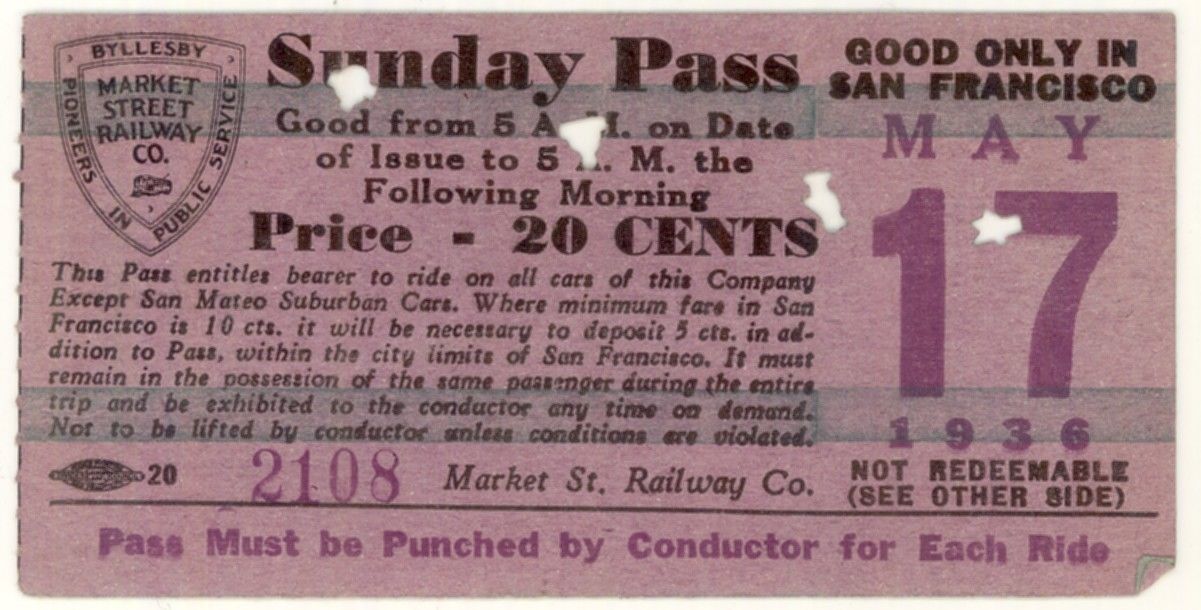 BYLLESBY
PIONEERS IN PUBLIC SERVICE
MARKET
STREET
RAILWAY
CO.
Sunday Pass
Good from 5 A. M. on Date
of Issue to 5 A. M. the
Following Morning
Price - 20 CENTS
This Pass entitles bearer to ride on all cars of this Company
Except San Mateo Suburban Cars. Where minimum fare in San
Francisco is 10 cts. it will be necessary to deposit 5 cts. in ad-
dition to Pass, within the city limits of San Francisco. It must
remain in the possession of the same passenger during the entire
trip and be exhibited to the conductor any time on demand.
Not to be lifted by conductor unless conditions are violated.
20
2108
Market St. Railway Co.
GOOD ONLY IN
SAN FRANCISCO
MAY
17
1936
NOT REDEEMABLE
(SEE OTHER SIDE)
Pass Must be Punched by Conductor for Each Ride